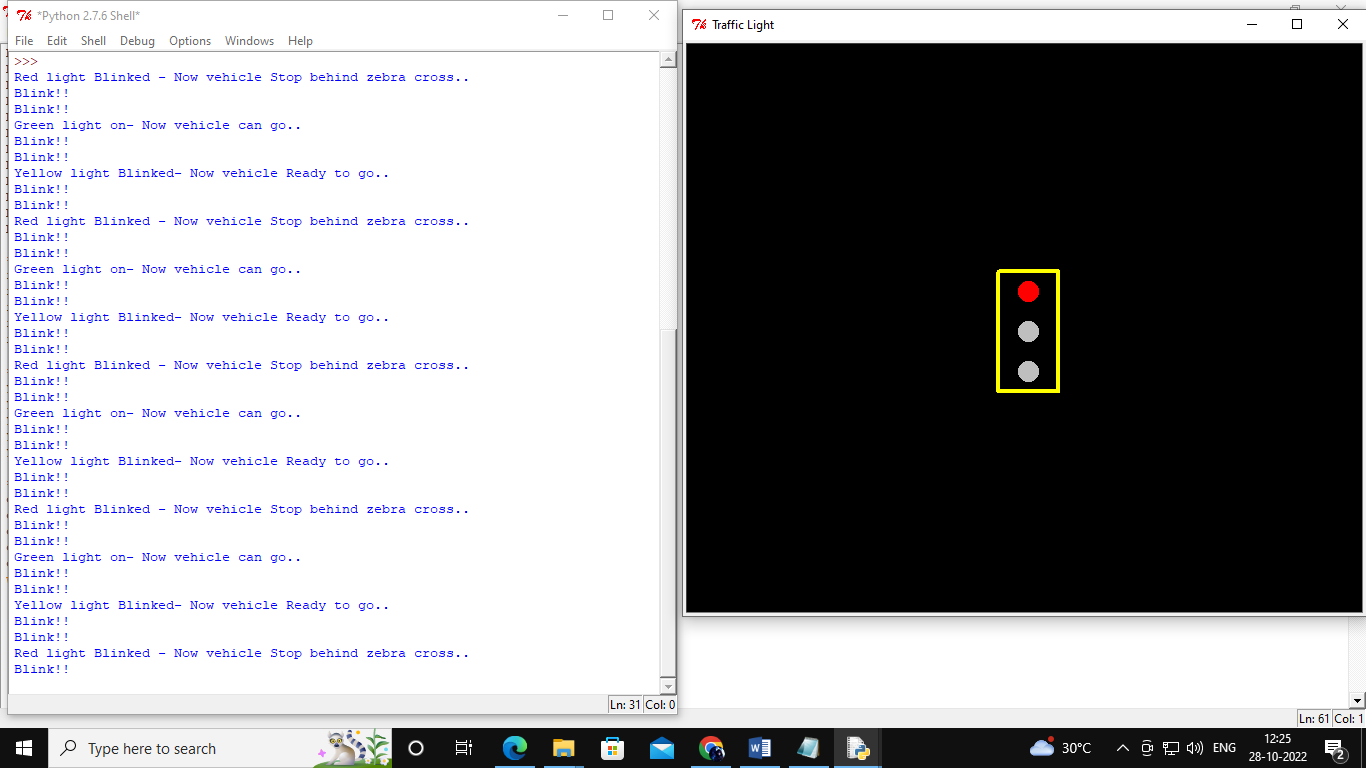 *Python 2.7.6 Shell*
File Edit Shell Debug Options Windows Help
>>>
Red light Blinked - Now vehicle Stop behind zebra cross..
Blink!!
Blink!!
Green light on- Now vehicle can go..
Blink!!
Blink!!
Yellow light Blinked- Now vehicle Ready to go..
Blink!!
Blink!!
Red light Blinked - Now vehicle Stop behind zebra cross..
Blink!!
Blink!!
Green light on- Now vehicle can go..
Blink!!
Blink!!
Yellow light Blinked- Now vehicle Ready to go..
Blink!!
Blink!!
Red light Blinked - Now vehicle Stop behind zebra cross..
Blink!!
Blink!!
Green light on- Now vehicle can go..
Blink!!
Blink!!
Yellow light Blinked- Now vehicle Ready to go..
Blink!!
Blink!!
Red light Blinked - Now vehicle Stop behind zebra cross..
Blink!!
Blink!!
Green light on- Now vehicle can go..
Blink!!
Blink!!
Yellow light Blinked- Now vehicle Ready to go..
Blink!!
Blink!!
Red light Blinked - Now vehicle Stop behind zebra cross..
Blink!!
Ln: 31 Col: 0
Traffic Light
Ln: 61 Col: 1
Type here to search
30°C
ENG
12:25
28-10-2022
2